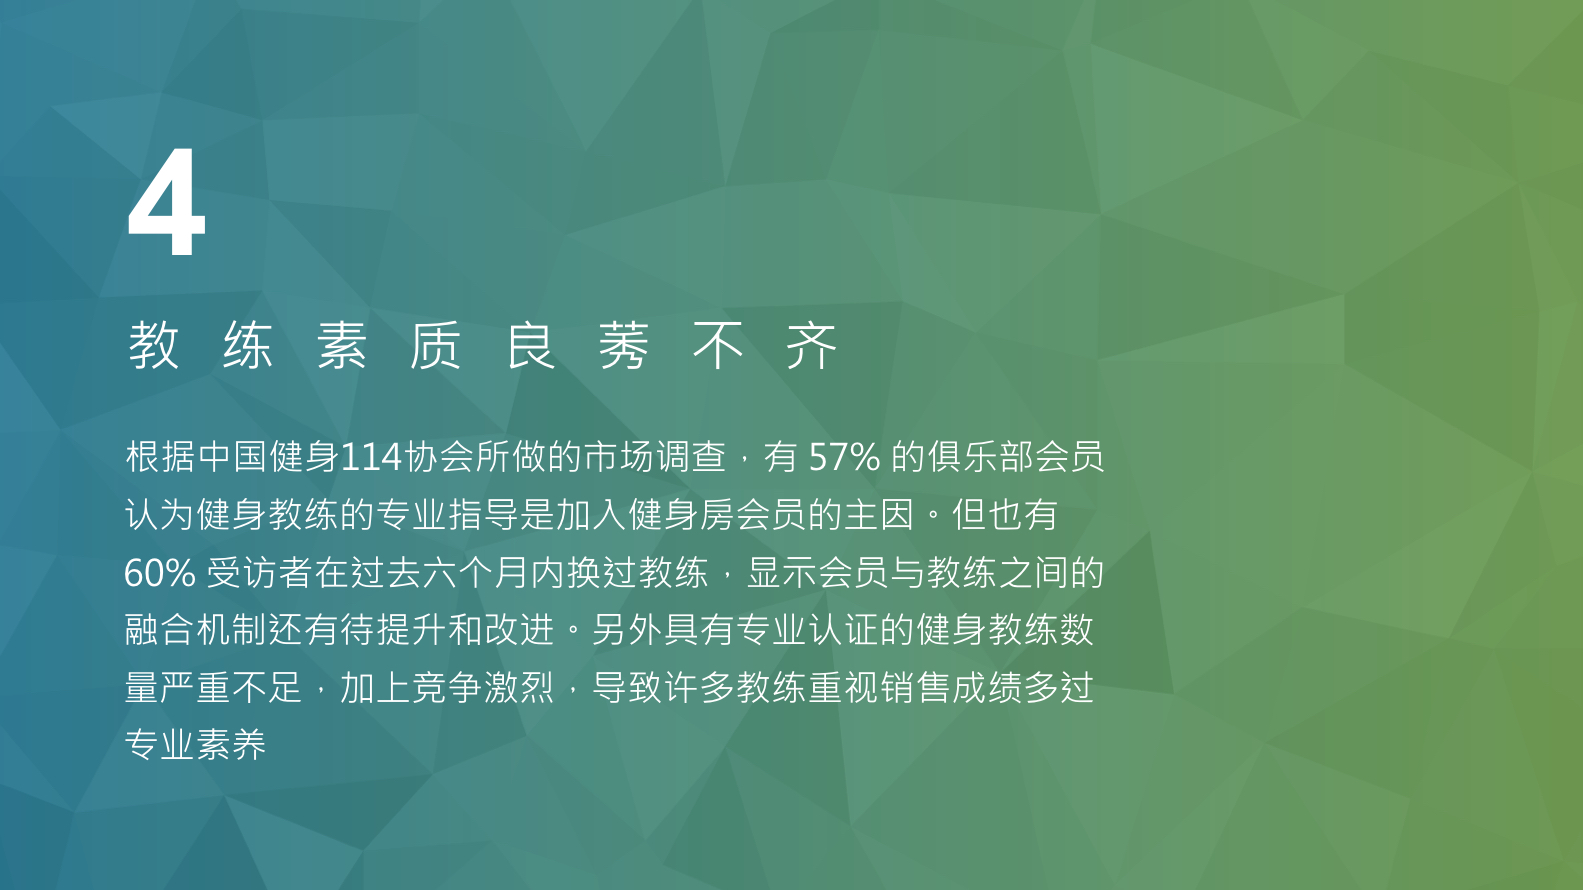 4
教练素质良莠不齐
根据中国健身114协会所做的市场调查，有 57% 的俱乐部会员
认为健身教练的专业指导是加入健身房会员的主因。但也有
60% 受访者在过去六个月内换过教练，显示会员与教练之间的
融合机制还有待提升和改进。另外具有专业认证的健身教练数
量严重不足，加上竞争激烈，导致许多教练重视销售成绩多过
专业素养